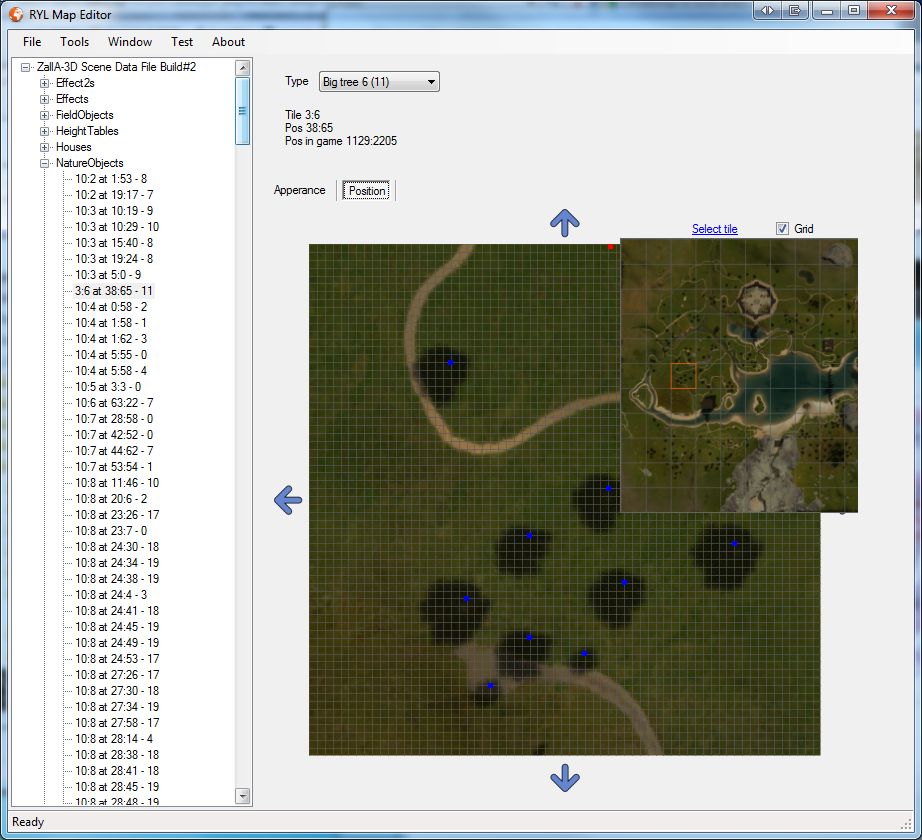 RYL Map Editor
File Tools Window Test About
ZallA-3D Scene Data File Build#2
Effect2s
Effects
FieldObjects
HeightTables
Houses
NatureObjects
10:2 at 1:53 - 8
10:2 at 19:17 - 7
10:3 at 10:19 - 9
10:3 at 10:29 - 10
10:3 at 15:40 - 8
10:3 at 19:24 - 8
10:3 at 5:0 - 9
3:6 at 38:65 - 11
10:4 at 0:58 - 2
10:4 at 1:58 - 1
10:4 at 1:62 - 3
10:4 at 5:55 - 0
10:4 at 5:58 - 4
10:5 at 3:3 - 0
10:6 at 63:22 - 7
10:7 at 28:58 - 0
10:7 at 42:52 - 0
10:7 at 44:62 - 7
10:7 at 53:54 - 1
10:8 at 11:46 - 10
10:8 at 20:6 - 2
10:8 at 23:26 - 17
10:8 at 23:7 - 0
10:8 at 24:30 - 18
10:8 at 24:34 - 19
10:8 at 24:38 - 19
10:8 at 24:4 - 3
10:8 at 24:41 - 18
10:8 at 24:45 - 19
10:8 at 24:49 - 19
10:8 at 24:53 - 17
10:8 at 27:26 - 17
10:8 at 27:30 - 18
10:8 at 27:34 - 19
10:8 at 27:58 - 17
10:8 at 28:14 - 4
10:8 at 28:38 - 18
10:8 at 28:41 - 18
10:8 at 28:45 - 19
10:8 at 28:48 - 19
Type Big tree 6 (11)
Tile 3:6
Pos 38:65
Pos in game 1129:2205
Apperance Position
Select tile Grid
Ready